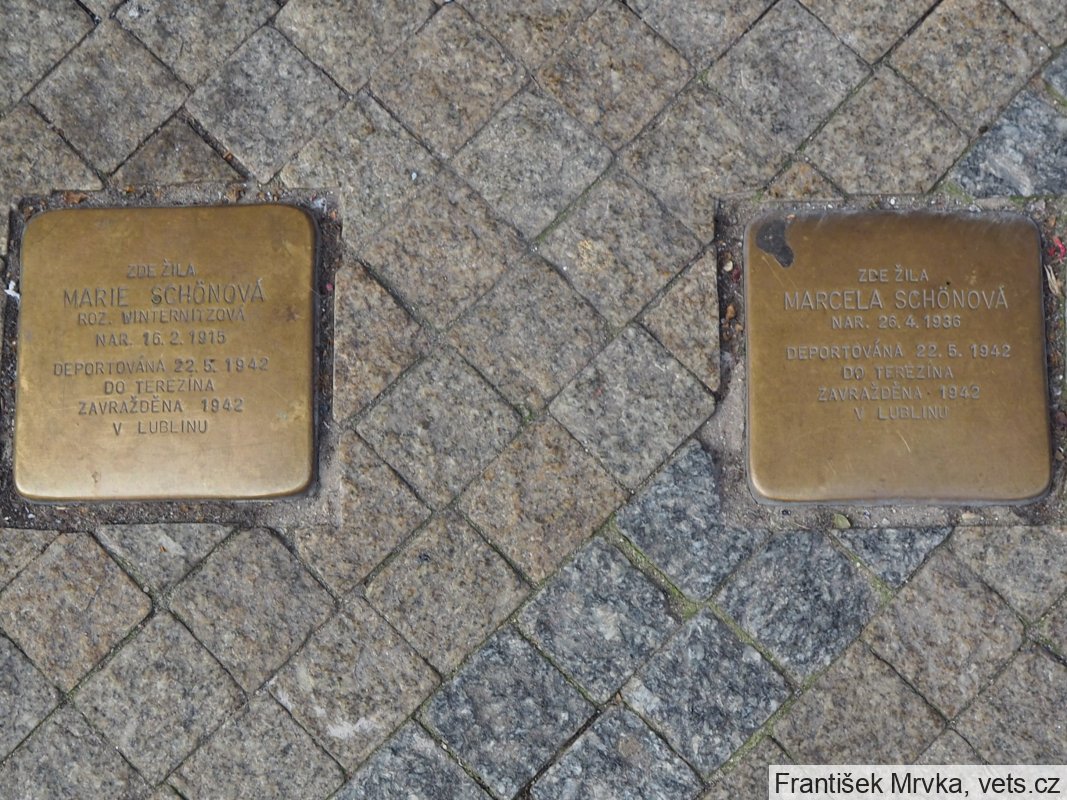 ZDE ŽILA
MARIE SCHÖNOVÁ
ROZ. WINTERNITZOVÁ
NAR. 16. 2. 1915
DEPORTOVÁNA 22. 5. 1942
DO TEREZÍNA
ZAVRAŽDĚNA 1942
V LUBLINU
ZDE ŽILA
MARCELA SCHÖNOVÁ
NAR. 26. 4. 1936
DEPORTOVÁNA 22. 5. 1942
DO TEREZÍNA
ZAVRAŽDĚNA 1942
V LUBLINU
František Mrvka, vets.cz